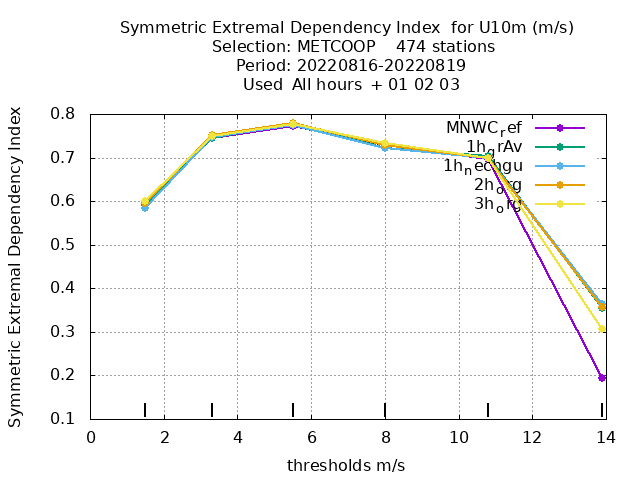 Symmetric Extremal Dependency Index for U10m (m/s)
Selection: METCOOP 474 stations
Period: 20220816-20220819
Used All hours + 01 02 03
Symmetric Extremal Dependency Index
0.8
0.7
0.6
0.5
0.4
0.3
0.2
0.1
MNWC_ref
1h_grAv
1h_nechgu
2h_org
3h_org
0 2 4 6 8 10 12 14
thresholds m/s